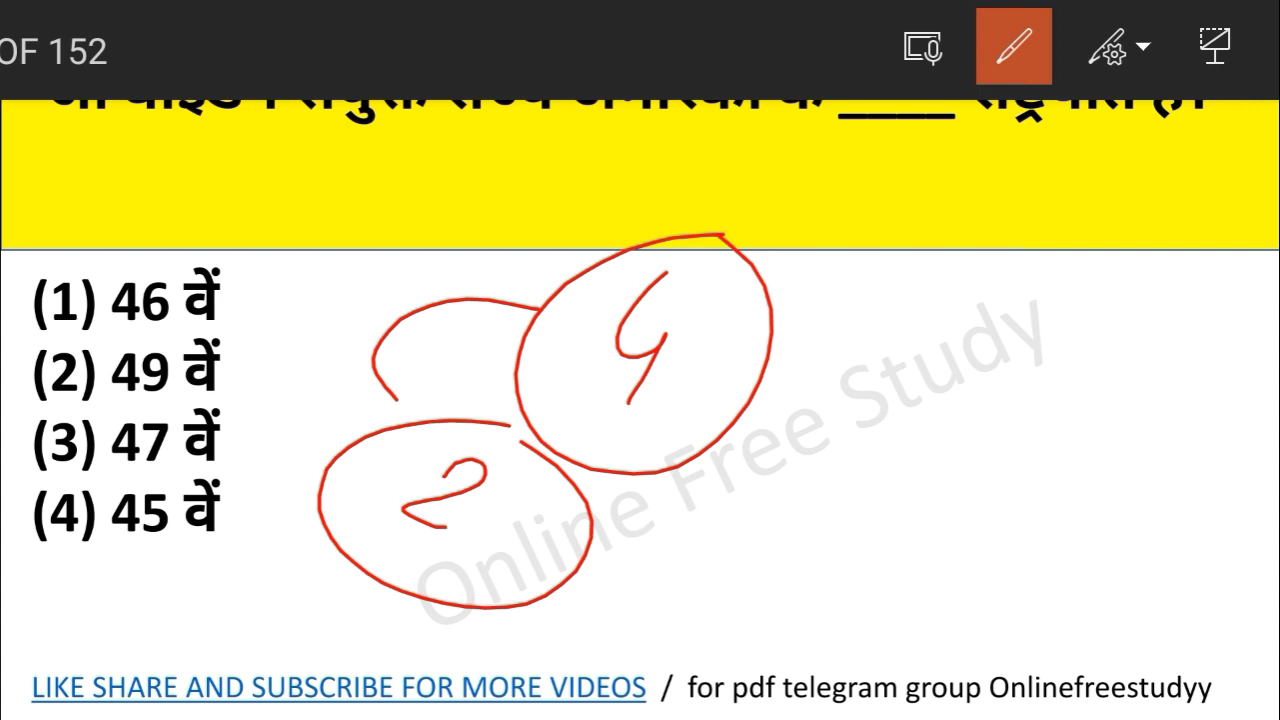 OF 152
____
(1) 46 वें
(2) 49 वें
(3) 47 वें
(4) 45 वें
4
2
Online Free Study
LIKE SHARE AND SUBSCRIBE FOR MORE VIDEOS / for pdf telegram group Onlinefreestudyy